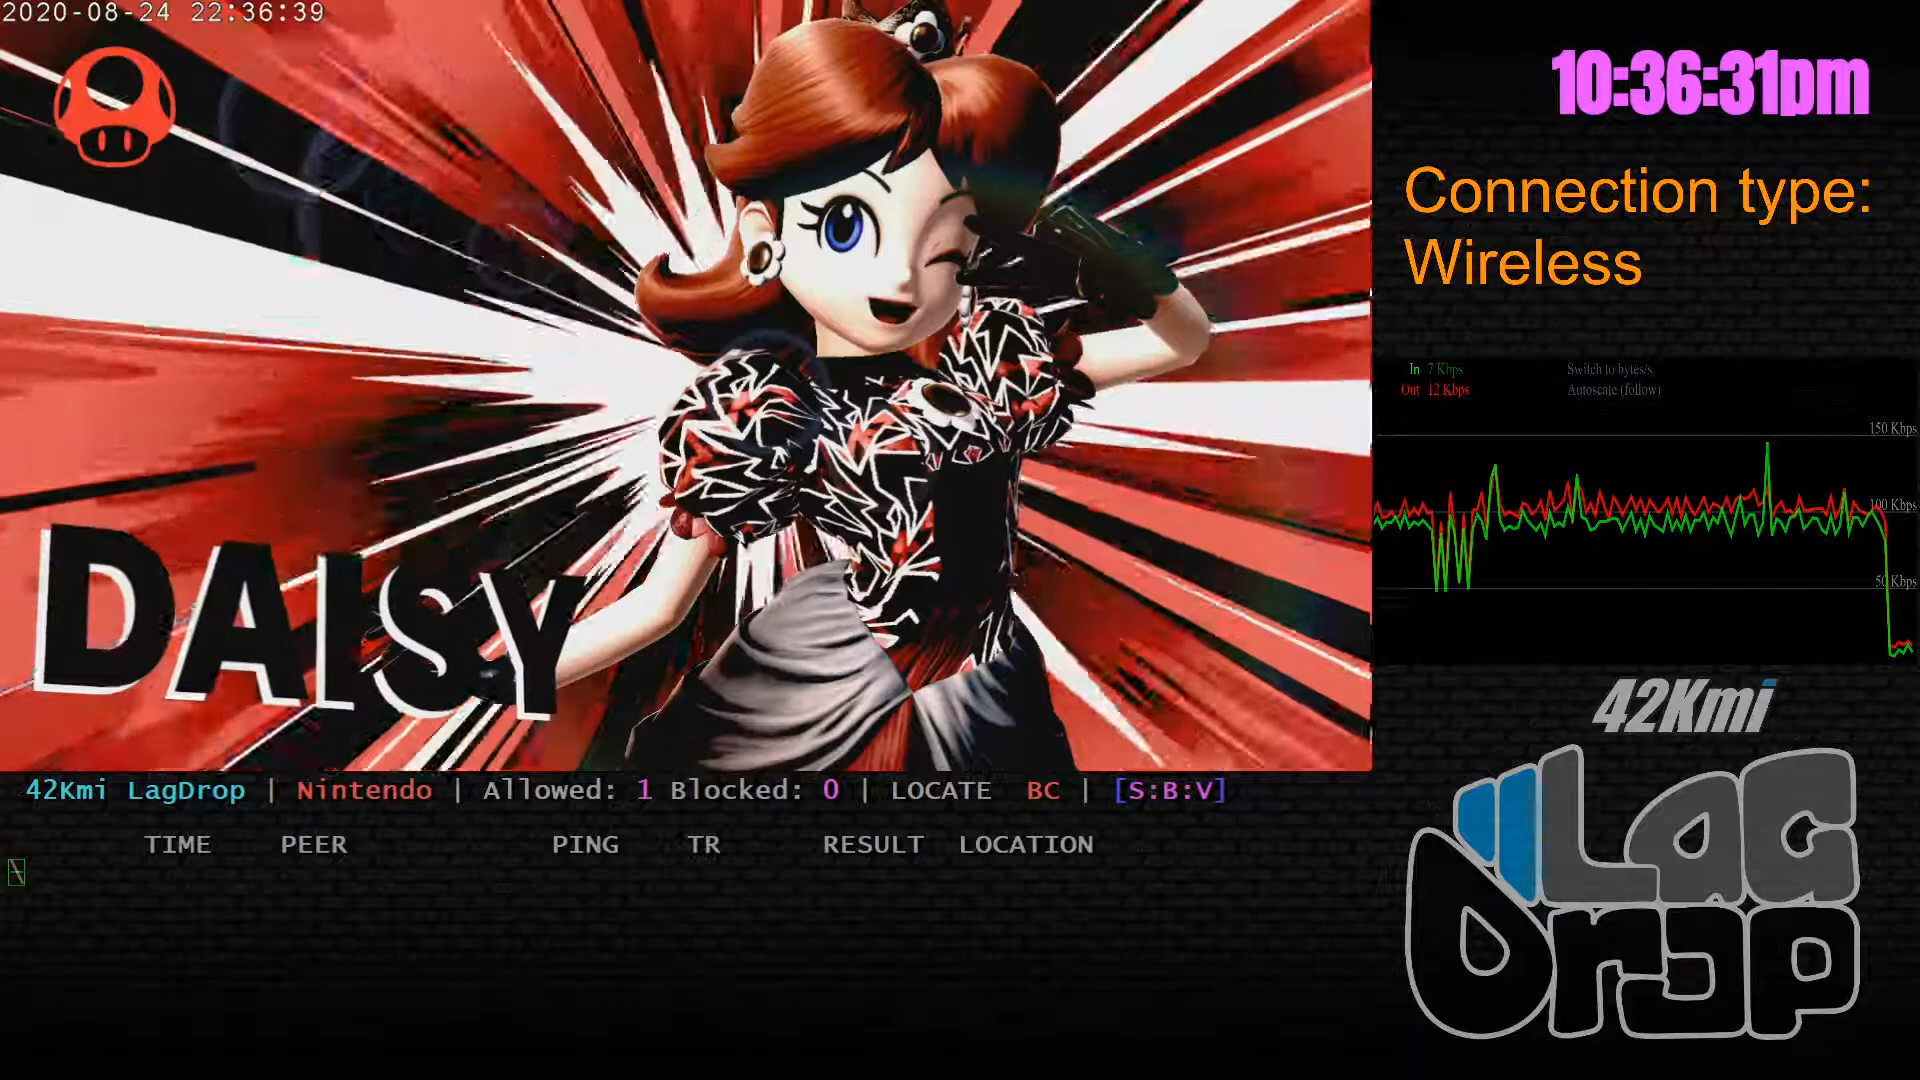 2020-08-24 22:36:39
10:36:31pm
Connection type:
Wireless
In 7 Kbps
Switch to bytes/s
Out 12 Kbps
Autoscale (follow)
150 Kbps
100 Kbps
50 Kbps
DAISY
42Kmi
LAG
Drop
42Kmi LagDrop | Nintendo | Allowed: 1 Blocked: 0 | LOCATE BC | [S:B:V]
TIME PEER PING TR RESULT LOCATION